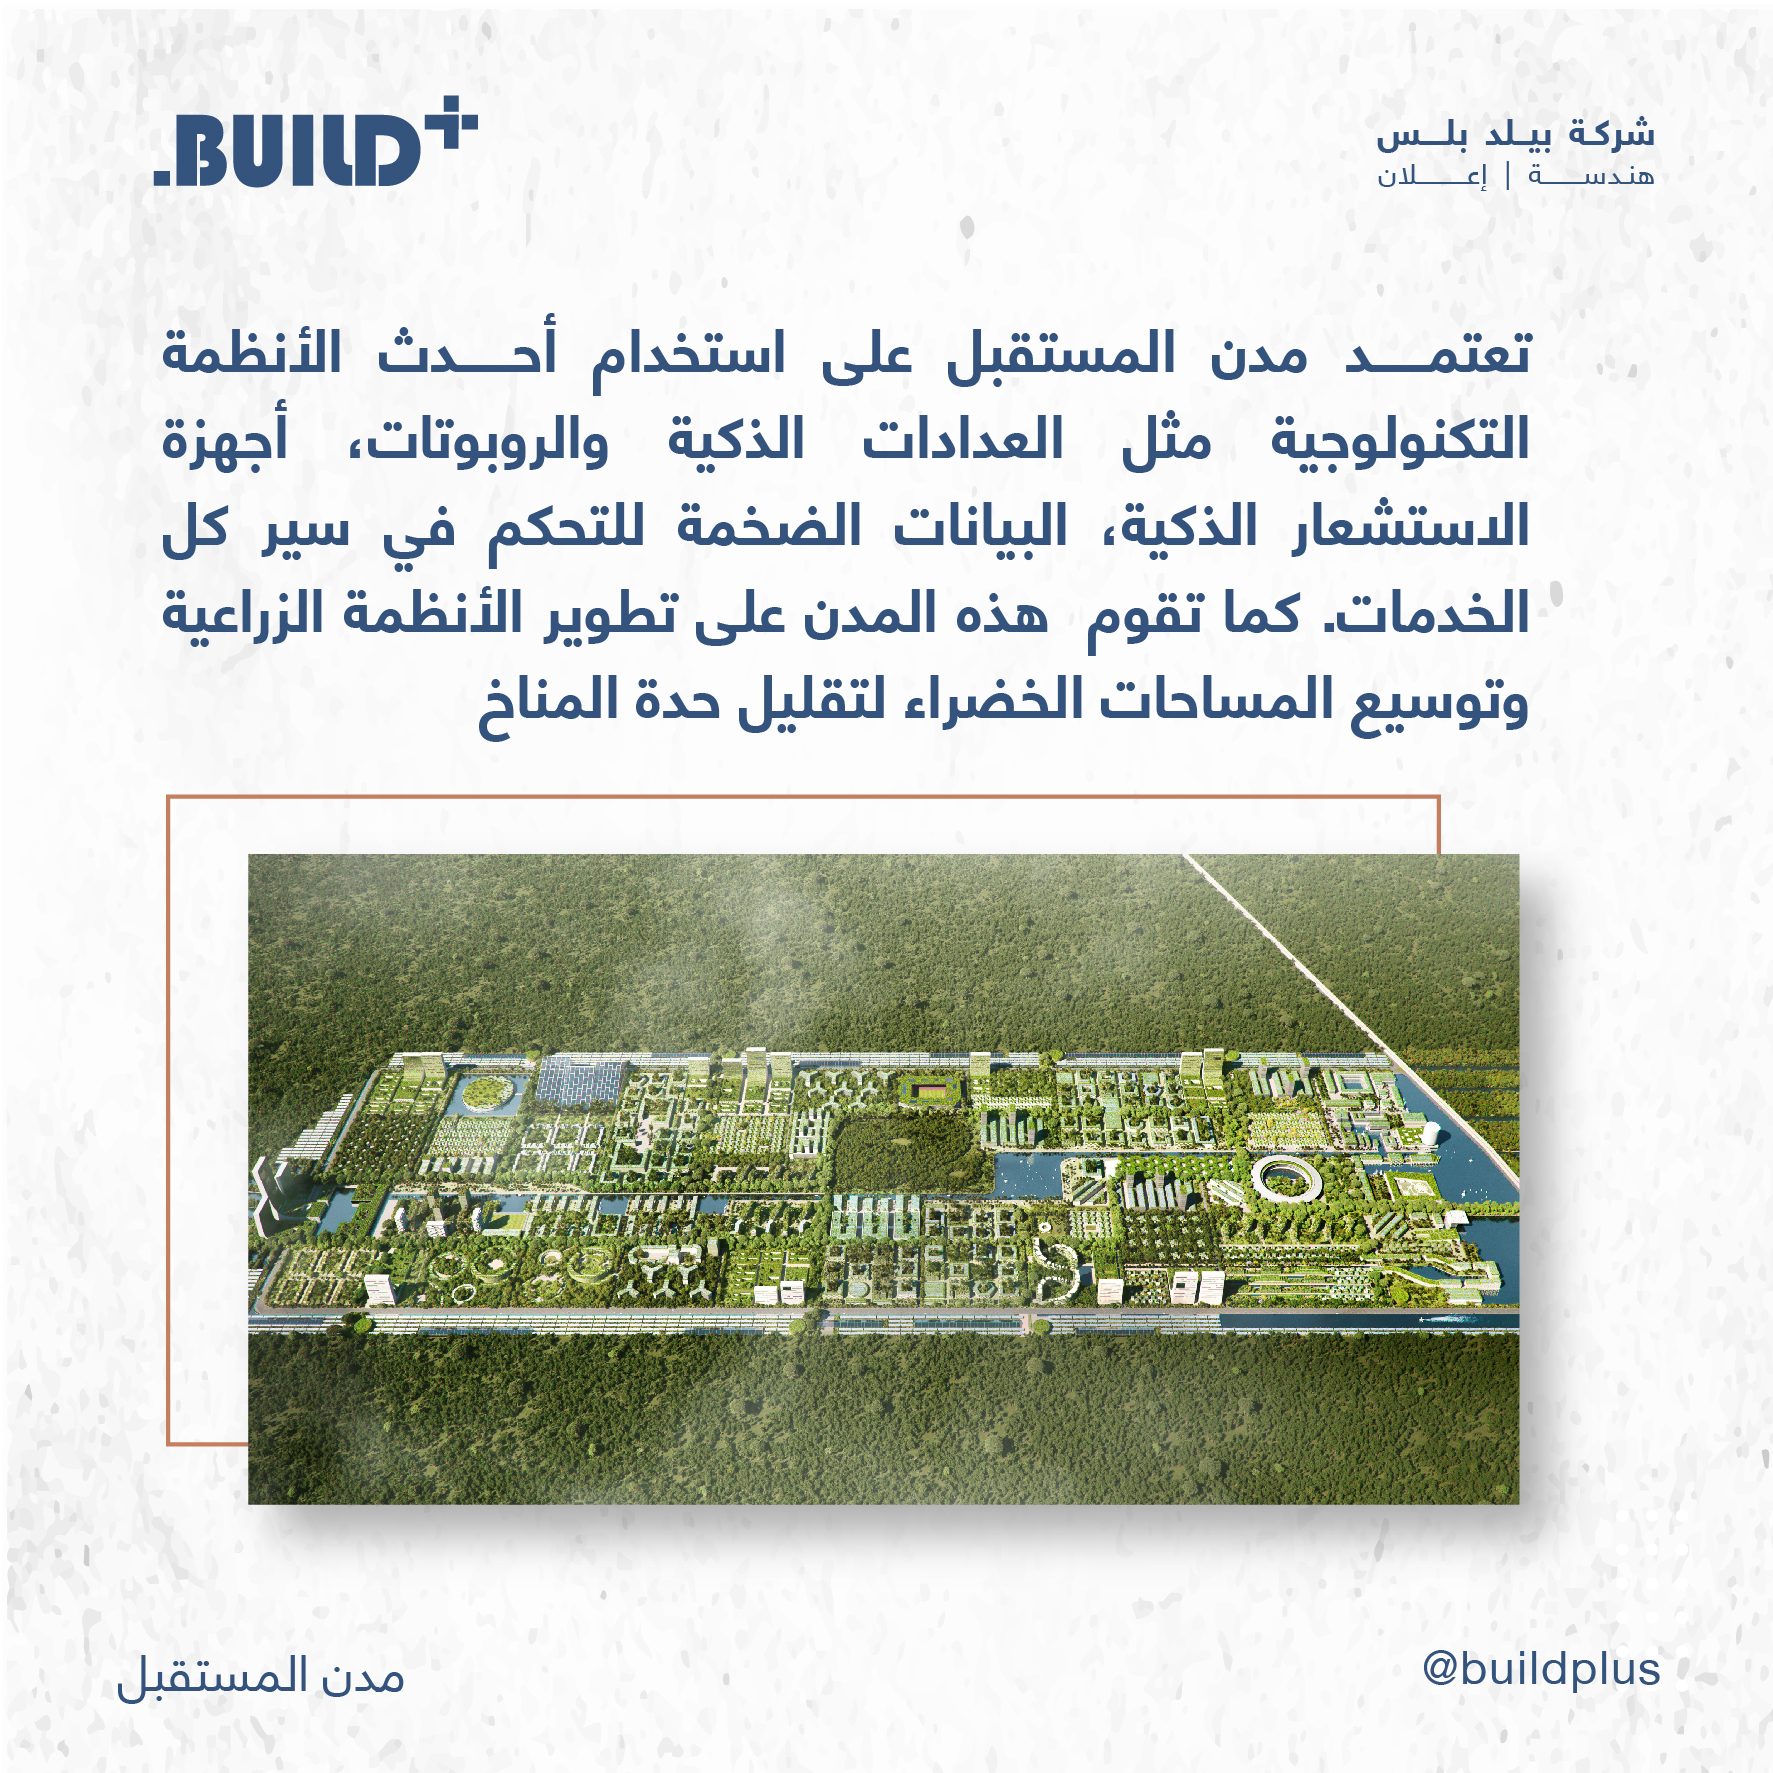 .BUILD+
شركة بيلد بلس
هندسة | إعلان
تعتمد مدن المستقبل على استخدام أحدث الأنظمة
التكنولوجية مثل العدادات الذكية والروبوتات، أجهزة
الاستشعار الذكية، البيانات الضخمة للتحكم في سير كل
الخدمات. كما تقوم هذه المدن على تطوير الأنظمة الزراعية
وتوسيع المساحات الخضراء لتقليل حدة المناخ
مدن المستقبل
@buildplus